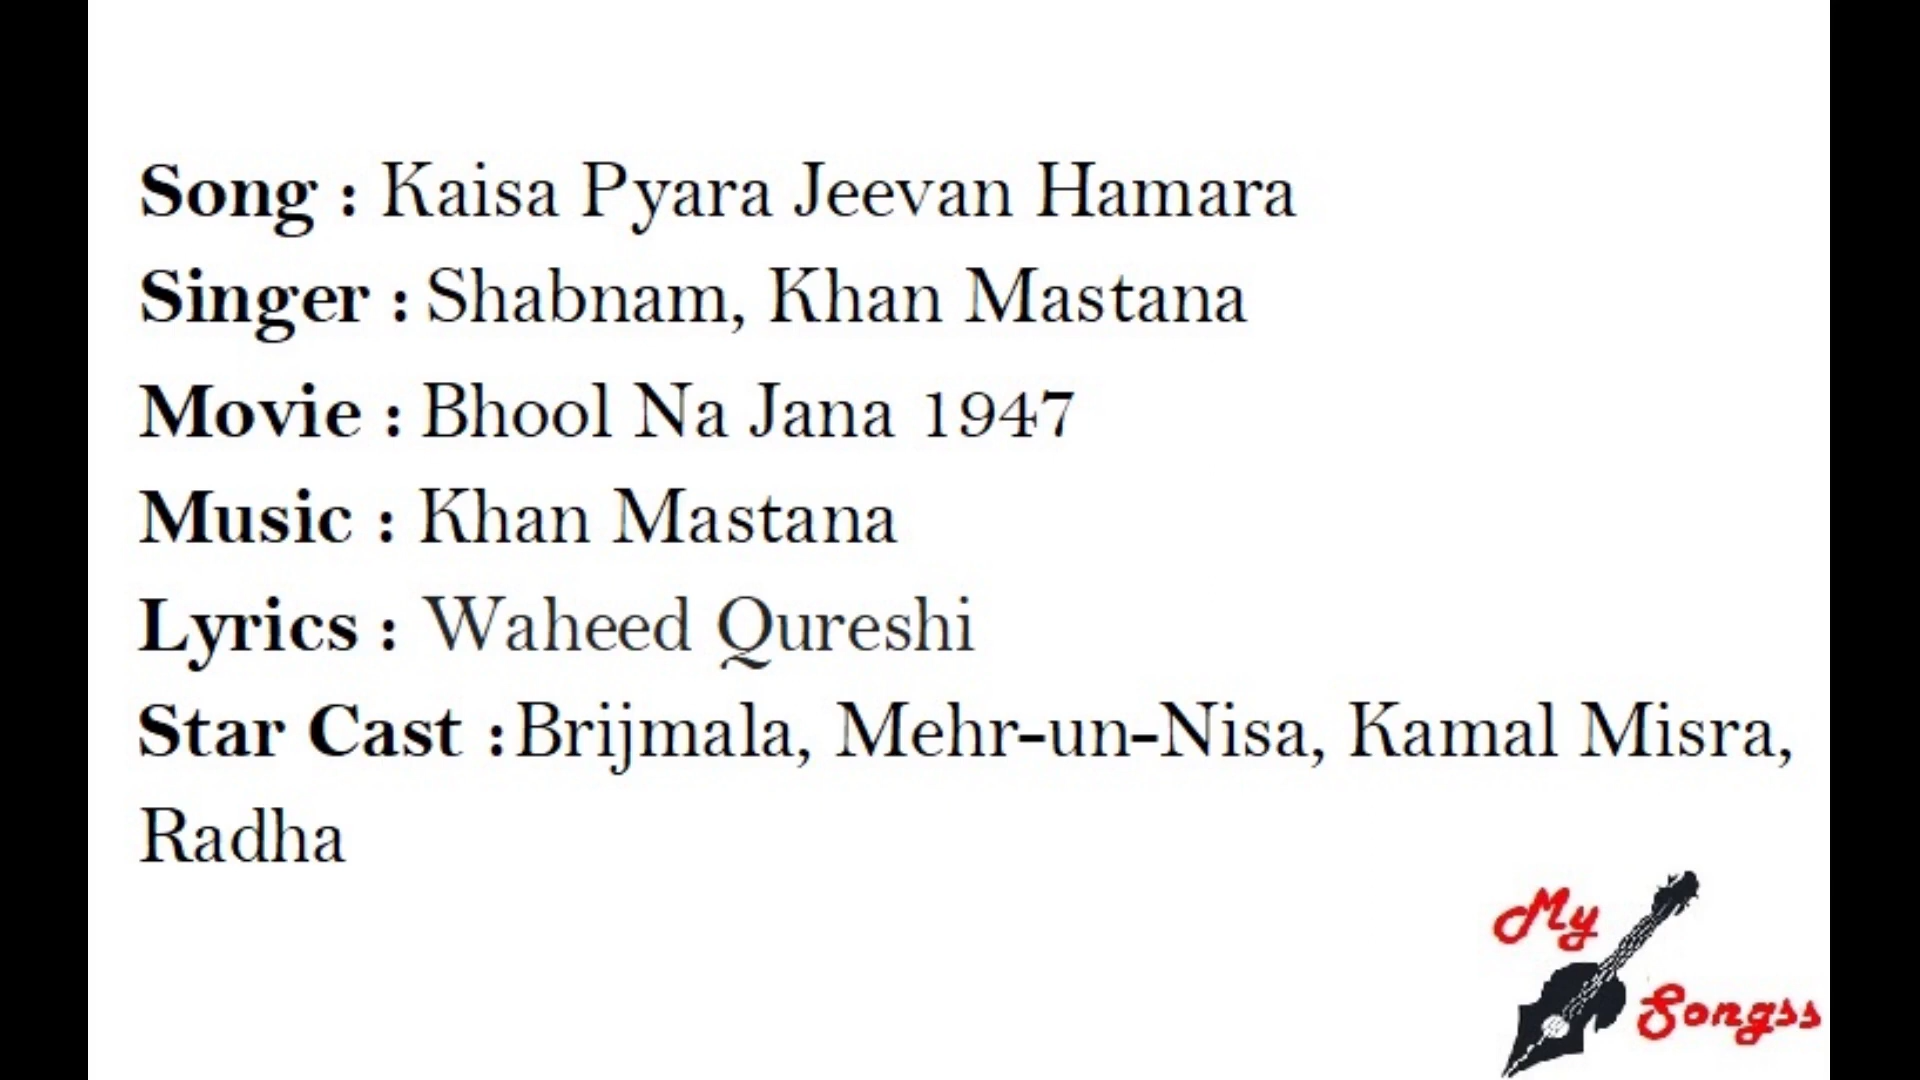 Song : Kaisa Pyara Jeevan Hamara
Singer : Shabnam, Khan Mastana
Movie : Bhool Na Jana 1947
Music : Khan Mastana
Lyrics : Waheed Qureshi
Star Cast :Brijmala, Mehr-un-Nisa, Kamal Misra,
Radha
My
Songss